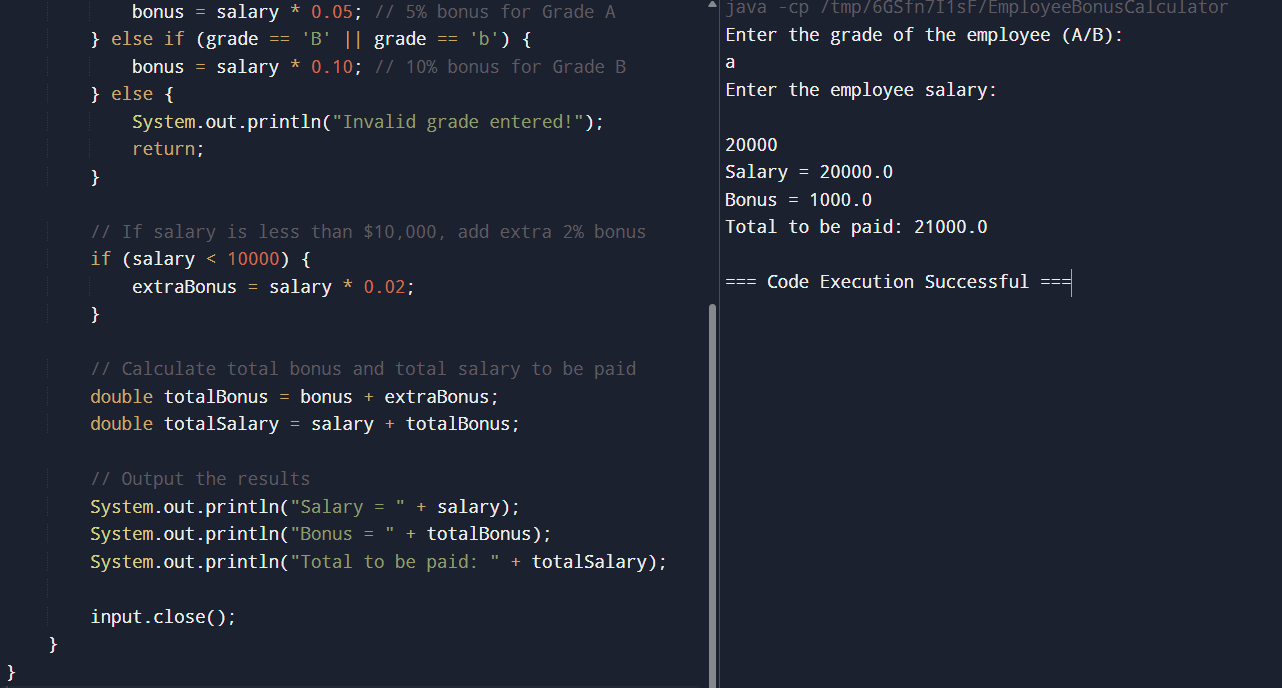 bonus = salary * 0.05; // 5% bonus for Grade A
} else if (grade == 'B' || grade == 'b') {
bonus = salary * 0.10; // 10% bonus for Grade B
} else {
System.out.println("Invalid grade entered!");
return;
}
// If salary is less than $10,000, add extra 2% bonus
if (salary < 10000) {
extraBonus = salary * 0.02;
}
// Calculate total bonus and total salary to be paid
double totalBonus = bonus + extraBonus;
double totalSalary = salary + totalBonus;
// Output the results
System.out.println("Salary = " + salary);
System.out.println("Bonus = " + totalBonus);
System.out.println("Total to be paid: " + totalSalary);
input.close();
}
}
java -cp /tmp/6GSfn7I1sF/EmployeeBonusCalculator
Enter the grade of the employee (A/B):
a
Enter the employee salary:
20000
Salary = 20000.0
Bonus = 1000.0
Total to be paid: 21000.0
=== Code Execution Successful ===